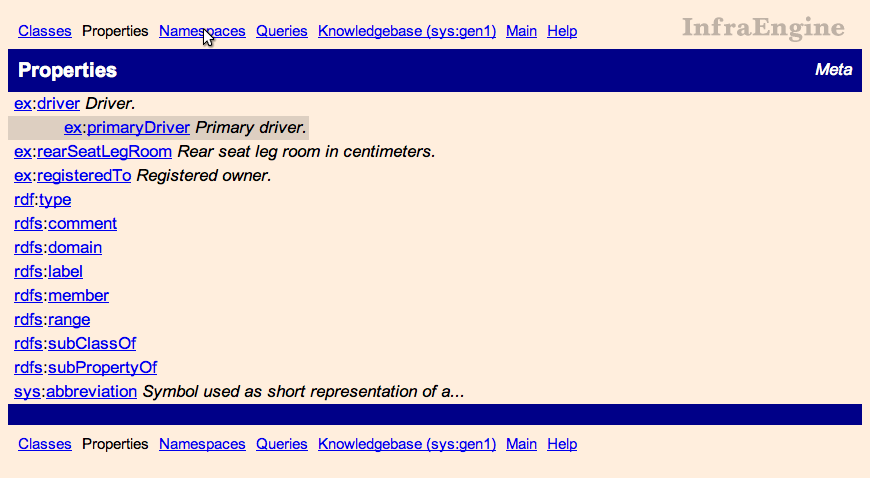 Classes Properties Namespaces Queries Knowledgebase (sys:gen1) Main Help InfraEngine
Properties Meta
ex:driver Driver.
ex:primaryDriver Primary driver.
ex:rearSeatLegRoom Rear seat leg room in centimeters.
ex:registeredTo Registered owner.
rdf:type
rdfs:comment
rdfs:domain
rdfs:label
rdfs:member
rdfs:range
rdfs:subClassOf
rdfs:subPropertyOf
sys:abbreviation Symbol used as short representation of a...
Classes Properties Namespaces Queries Knowledgebase (sys:gen1) Main Help